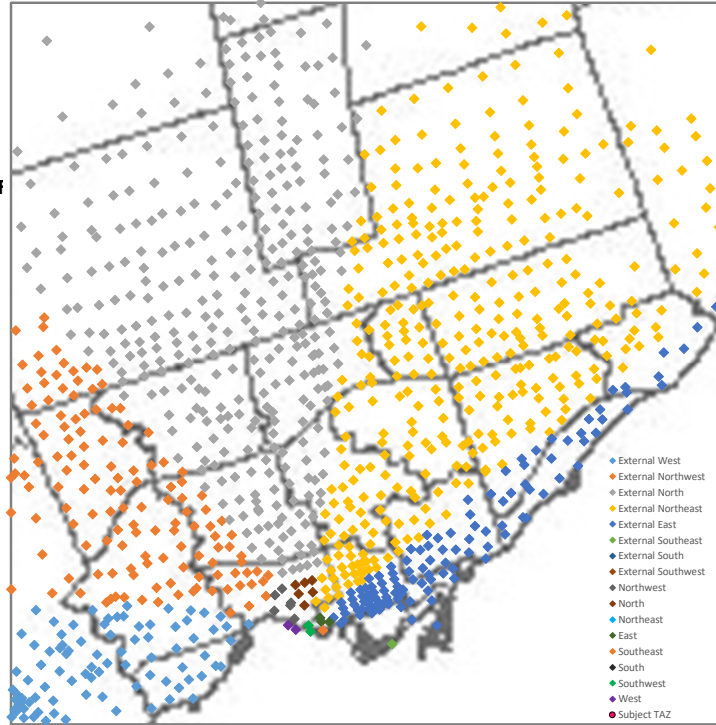 f
External West
External Northwest
External North
External Northeast
External East
External Southeast
External South
External Southwest
Northwest
North
Northeast
East
Southeast
South
Southwest
West
Subject TAZ